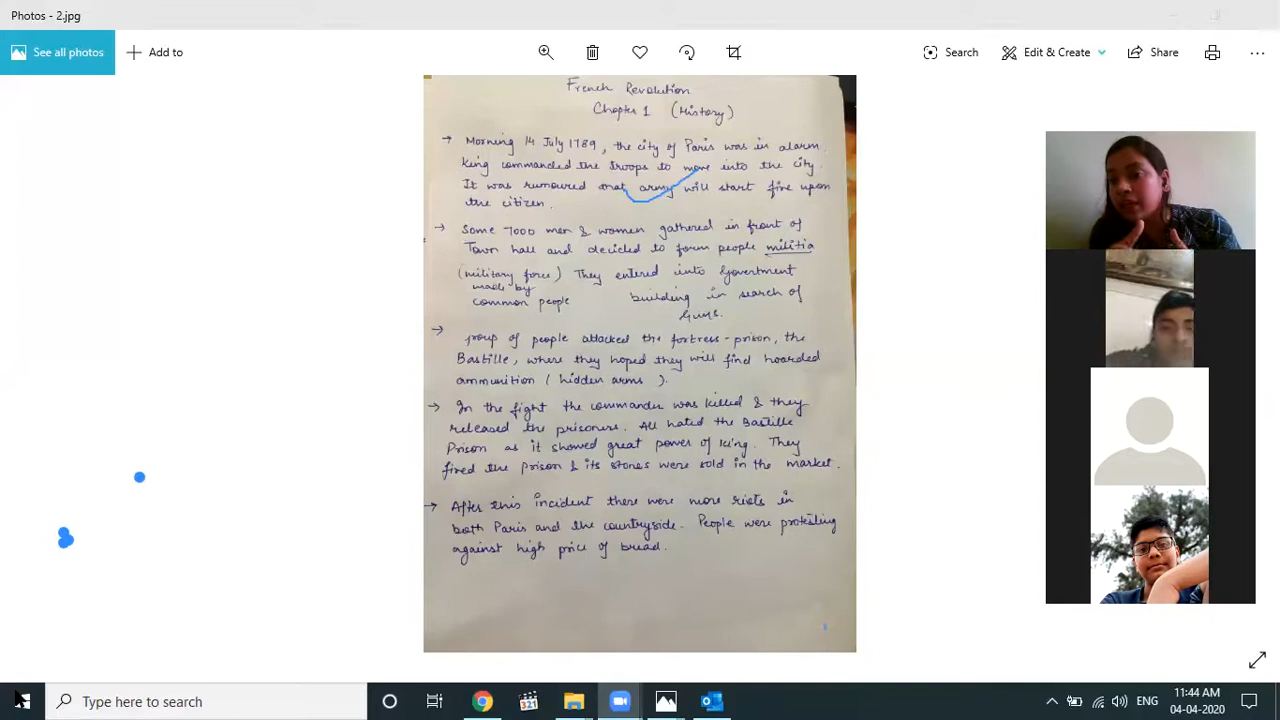 Photos - 2.jpg
See all photos
Add to
Search
Edit & Create
Share
French Revolution
Chapter 1 (History)
→ Morning 14 July 1789, the city of Paris was in alarm.
King commanded the troops to move into the city.
It was rumoured that army will start fire upon
the citizen.
→ Some 7000 men & women gathered in front of
Town hall and decided to form people militia
(military force) They entered into Government
made by
common people building in search of
Guns.
→ group of people attacked the fortress-prison, the
Bastille, where they hoped they will find hoarded
ammunition (hidden arms ).
→ In the fight the commander was killed & they
released the prisoners. All hated the Bastille
Prison as it showed great power of king. They
fired the prison & its stones were sold in the market.
→ After this incident there were more riots in
both Paris and the countryside. People were protesting
against high price of bread.
Type here to search
321
ENG
11:44 AM
04-04-2020